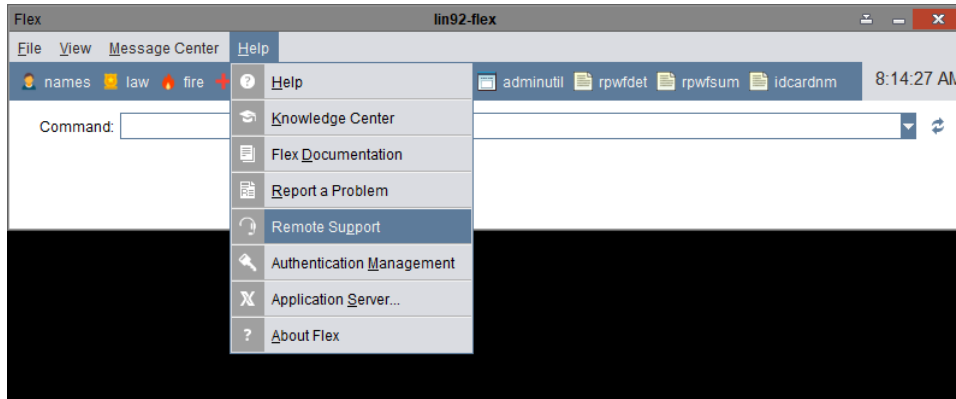 Flex lin92-flex
File View Message Center Help
names law fire adminutil rpwfdet rpwfsum idcardnm 8:14:27 AM
Command:
Help
Knowledge Center
Flex Documentation
Report a Problem
Remote Support
Authentication Management
Application Server...
About Flex